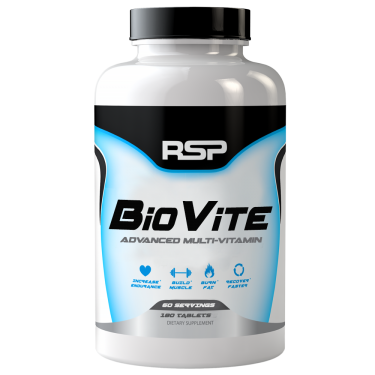 RSP
BIOVITE
ADVANCED MULTI-VITAMIN
INCREASE* BUILD* BURN* RECOVER
ENDURANCE MUSCLE FAT FASTER
60 SERVINGS
180 TABLETS
DIETARY SUPPLEMENT